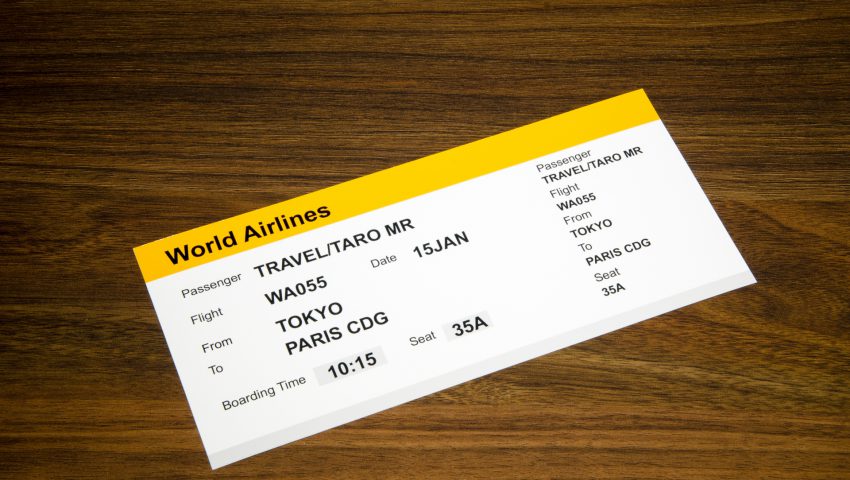 World Airlines
Passenger TRAVEL/TARO MR
Flight WA055 Date 15JAN
From TOKYO
To PARIS CDG
Boarding Time 10:15 Seat 35A
Passenger
TRAVEL/TARO MR
Flight
WA055
From
TOKYO
To
PARIS CDG
Seat
35A